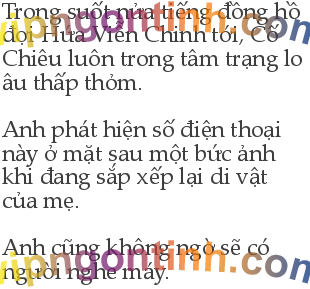 Trong suốt nửa tiếng đồng hồ
đợi Hứa Viên Chinh tới, Cố
Chiêu luôn trong tâm trạng lo
âu thấp thỏm.
Anh phát hiện số điện thoại
này ở mặt sau một bức ảnh
khi đang sắp xếp lại di vật
của mẹ.
Anh cũng không ngờ sẽ có
người nghe máy.